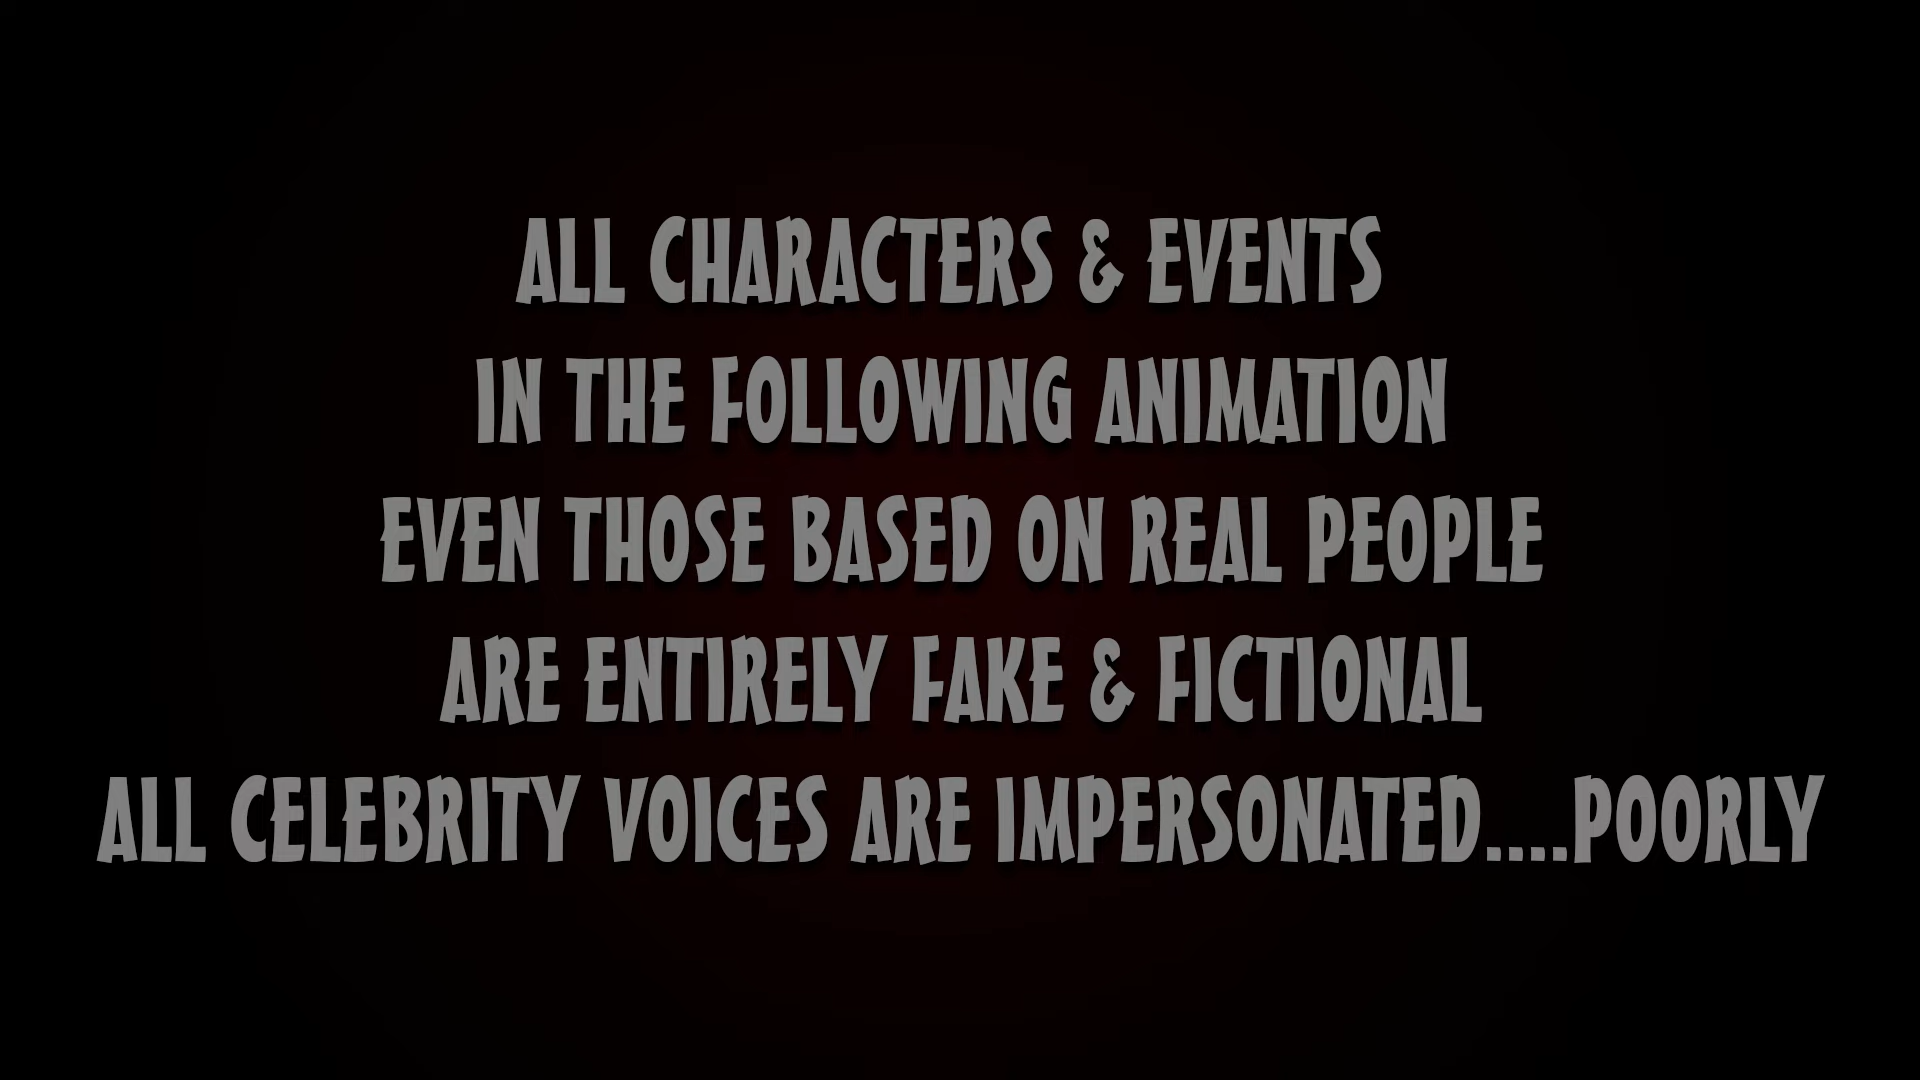 ALL CHARACTERS & EVENTS
IN THE FOLLOWING ANIMATION
EVEN THOSE BASED ON REAL PEOPLE
ARE ENTIRELY FAKE & FICTIONAL
ALL CELEBRITY VOICES ARE IMPERSONATED....POORLY